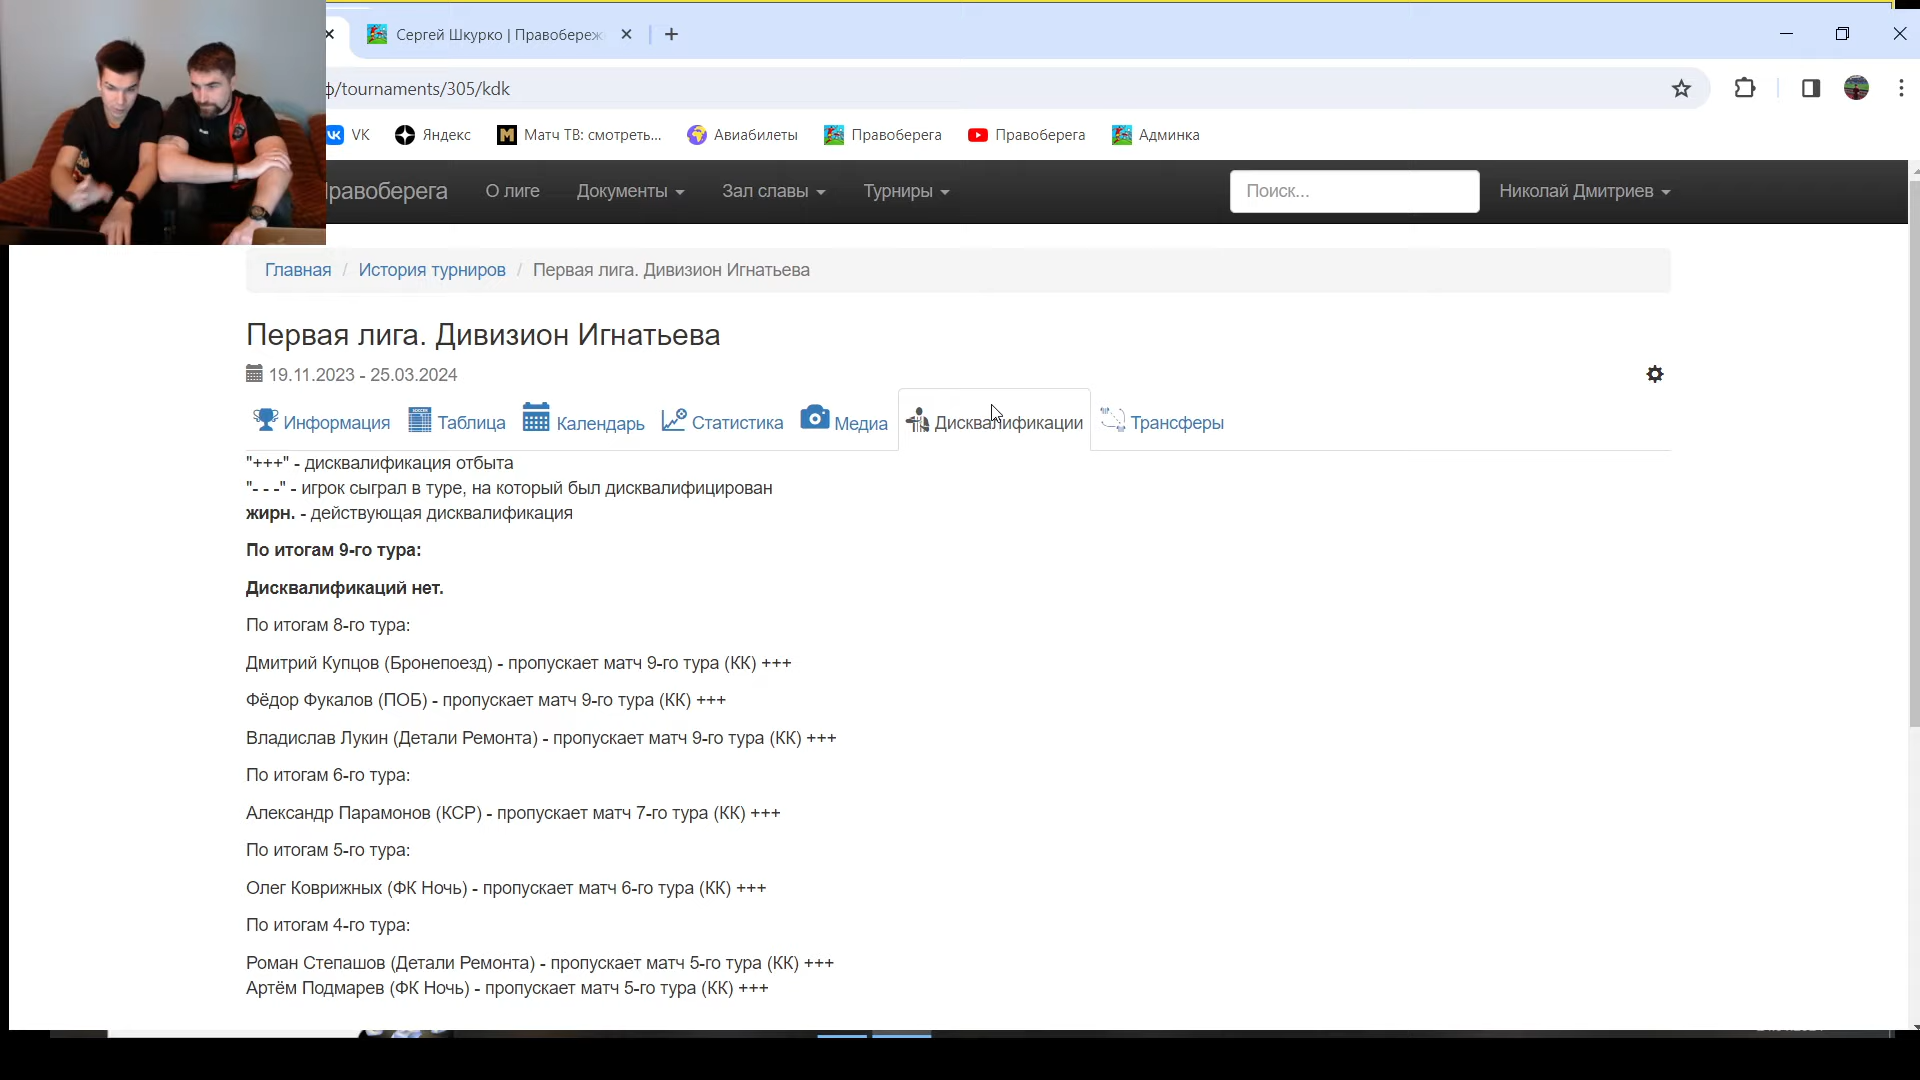 Сергей Шкурко | Правобереж
ф/tournaments/305/kdk
VK
Яндекс
Матч ТВ: смотреть...
Авиабилеты
Правоберега
Правоберега
Админка
Правоберега
О лиге
Документы
Зал славы
Турниры
Поиск...
Николай Дмитриев
Главная / История турниров / Первая лига. Дивизион Игнатьева
Первая лига. Дивизион Игнатьева
19.11.2023 - 25.03.2024
Информация
Таблица
Календарь
Статистика
Медиа
Дисквалификации
Трансферы
"+++" - дисквалификация отбыта
"- - -" - игрок сыграл в туре, на который был дисквалифицирован
жирн. - действующая дисквалификация
По итогам 9-го тура:
Дисквалификаций нет.
По итогам 8-го тура:
Дмитрий Купцов (Бронепоезд) - пропускает матч 9-го тура (КК) +++
Фёдор Фукалов (ПОБ) - пропускает матч 9-го тура (КК) +++
Владислав Лукин (Детали Ремонта) - пропускает матч 9-го тура (КК) +++
По итогам 6-го тура:
Александр Парамонов (КСР) - пропускает матч 7-го тура (КК) +++
По итогам 5-го тура:
Олег Коврижных (ФК Ночь) - пропускает матч 6-го тура (КК) +++
По итогам 4-го тура:
Роман Степашов (Детали Ремонта) - пропускает матч 5-го тура (КК) +++
Артём Подмарев (ФК Ночь) - пропускает матч 5-го тура (КК) +++